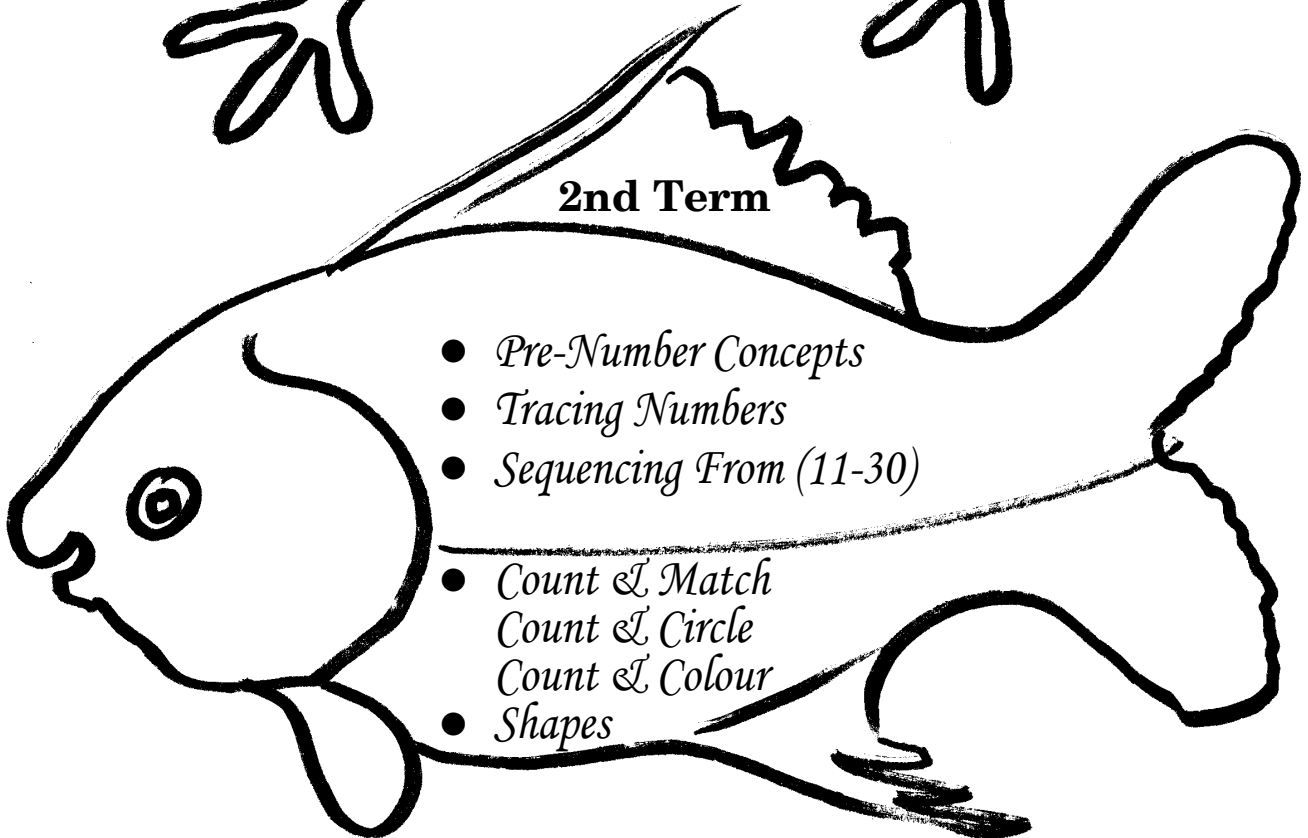 2nd Term
● Pre-Number Concepts
● Tracing Numbers
● Sequencing From (11-30)
● Count & Match
Count & Circle
Count & Colour
● Shapes